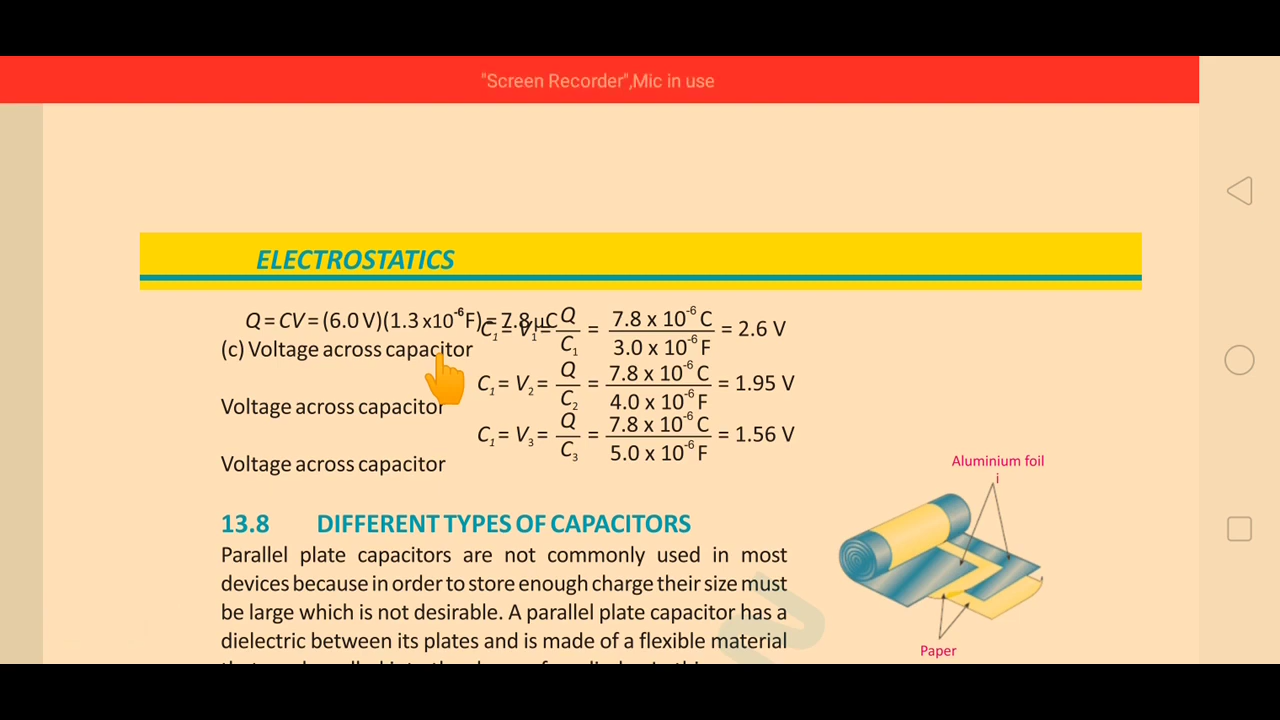 "Screen Recorder",Mic in use
ELECTROSTATICS
Q = CV = (6.0 V)(1.3 x10⁻⁶F) = 7.8 μC
(c) Voltage across capacitor C₁ = V₁ = Q/C₁ = 7.8 x 10⁻⁶ C / 3.0 x 10⁻⁶ F = 2.6 V
Voltage across capacitor C₁ = V₂ = Q/C₂ = 7.8 x 10⁻⁶ C / 4.0 x 10⁻⁶ F = 1.95 V
Voltage across capacitor C₁ = V₃ = Q/C₃ = 7.8 x 10⁻⁶ C / 5.0 x 10⁻⁶ F = 1.56 V
13.8 DIFFERENT TYPES OF CAPACITORS
Parallel plate capacitors are not commonly used in most
devices because in order to store enough charge their size must
be large which is not desirable. A parallel plate capacitor has a
dielectric between its plates and is made of a flexible material
Aluminium foil
i
Paper